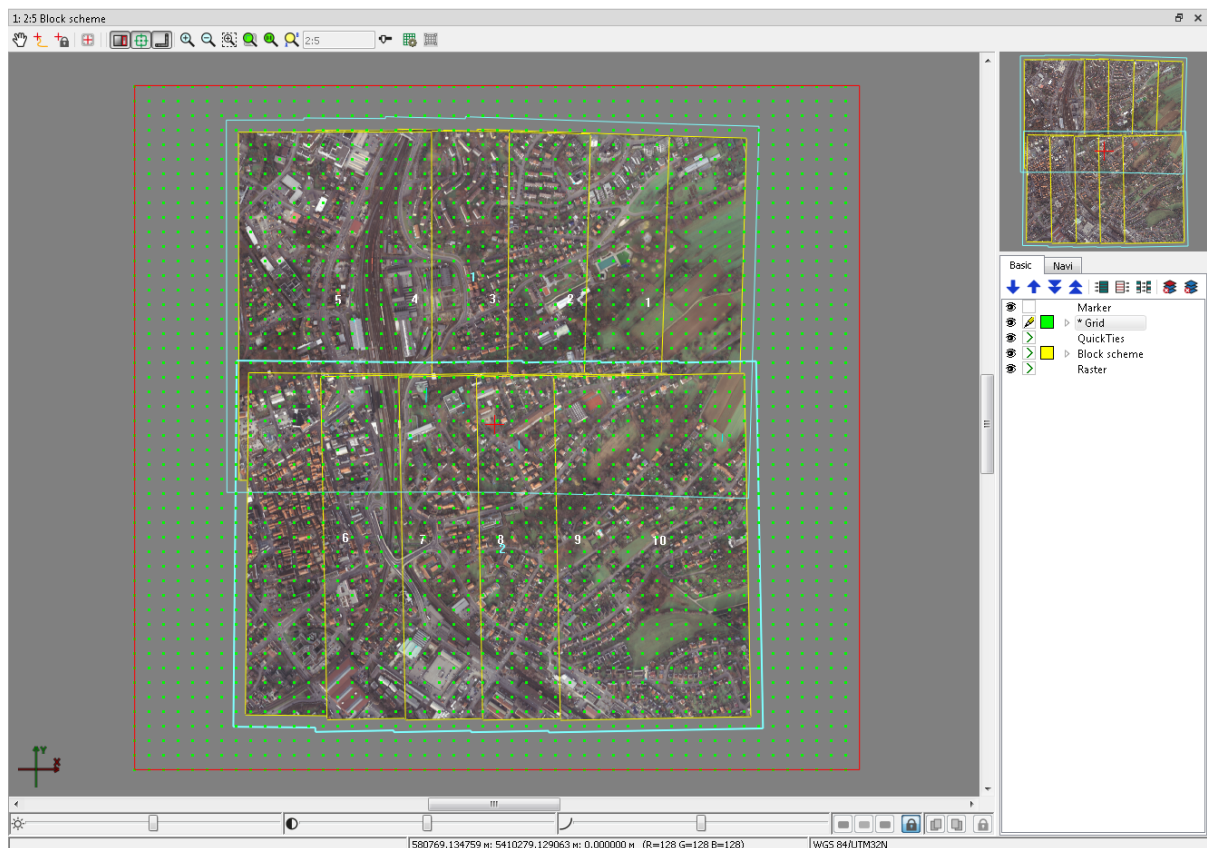 1: 2:5 Block scheme
2:5
Basic
Navi
Marker
* Grid
QuickTies
Block scheme
Raster
1
5
4
3
2
1
6
7
8
9
10
2
Y
X
580769.134759 м; 5410279.129063 м; 0.000000 м (R=128 G=128 B=128)
WGS 84/UTM32N